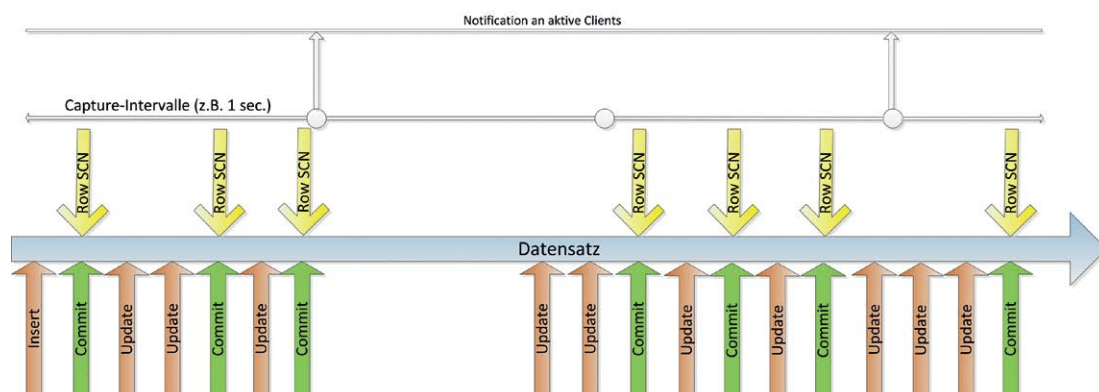 Notification an aktive Clients
Capture-Intervalle (z.B. 1 sec.)
Row SCN
Row SCN
Row SCN
Row SCN
Row SCN
Row SCN
Row SCN
Datensatz
Insert
Commit
Update
Update
Commit
Update
Commit
Update
Update
Commit
Update
Commit
Update
Commit
Update
Update
Update
Commit